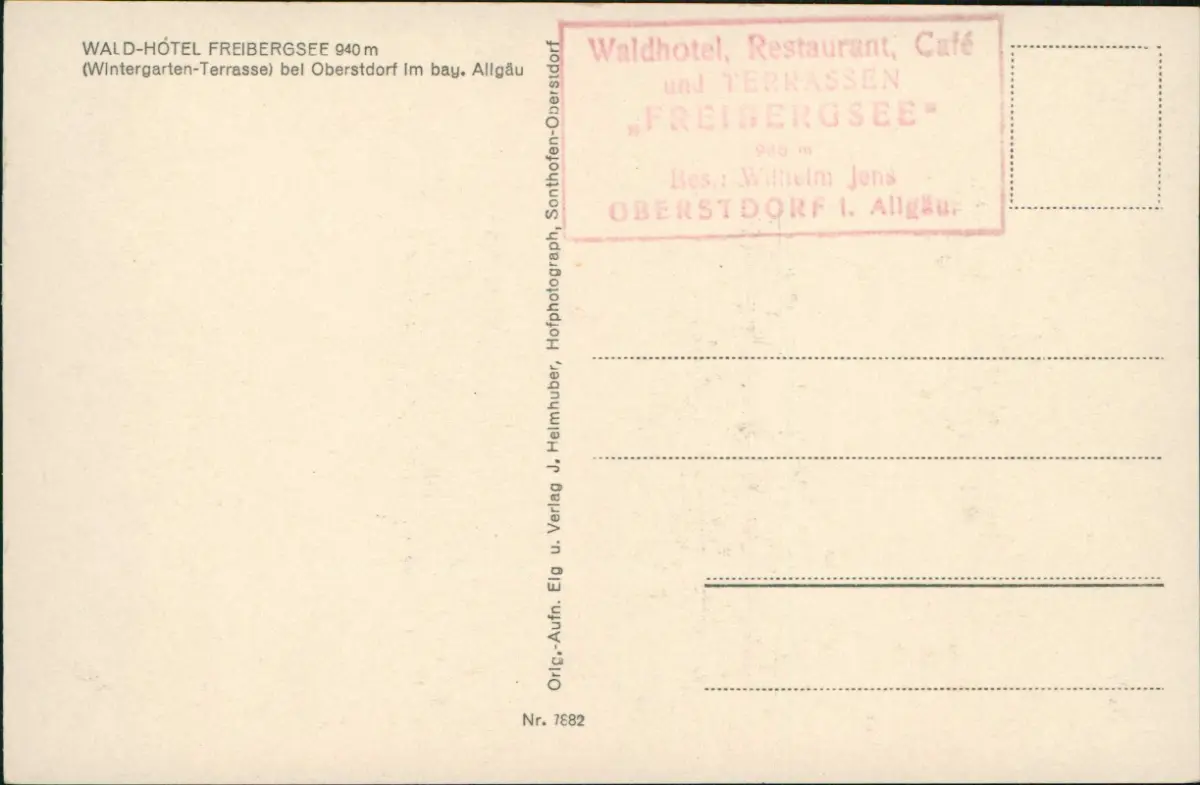 WALD-HÓTEL FREIBERGSEE 940 m
(Wintergarten-Terrasse) bei Oberstdorf im bay. Allgäu
Waldhotel, Restaurant, Café
und TERRASSEN
„FREIBERGSEE"
940 m
Bes.: Wilhelm Jens
OBERSTDORF i. Allgäu.
Orig.-Aufn. Eig u. Verlag J. Heimhuber, Hofphotograph, Sonthofen-Oberstdorf
Nr. 7882